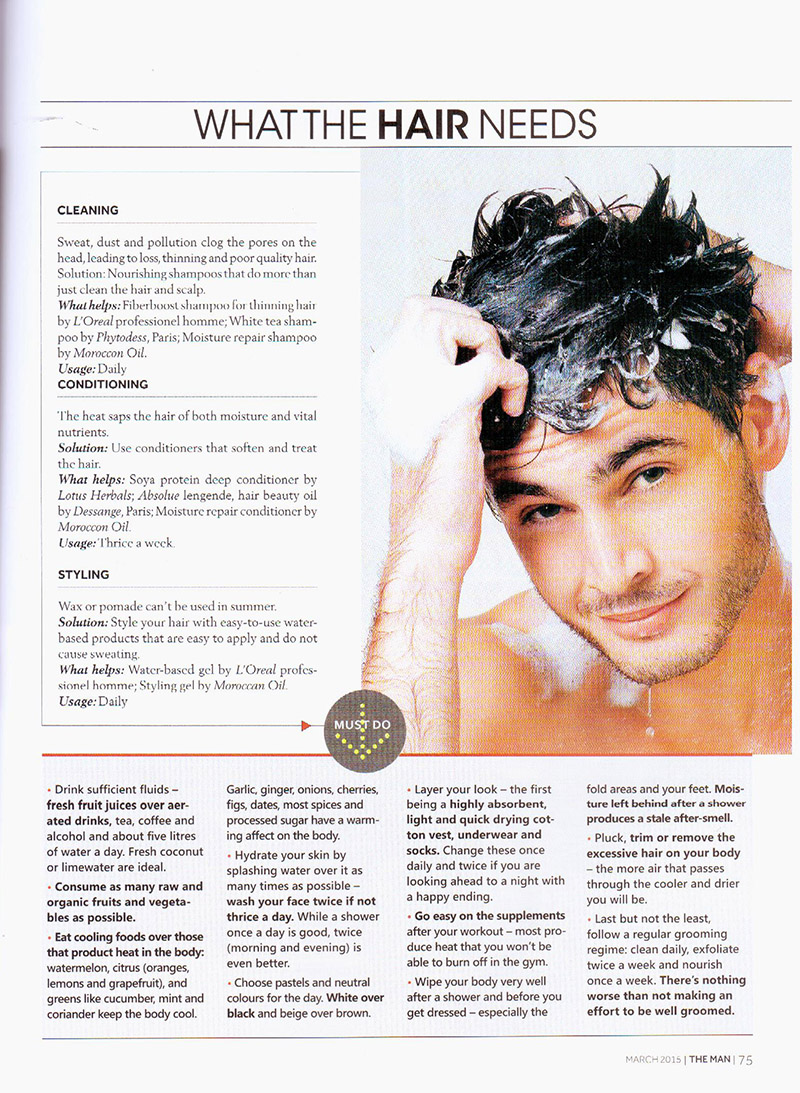 WHAT THE HAIR NEEDS
CLEANING
Sweat, dust and pollution clog the pores on the
head, leading to loss, thinning and poor quality hair.
Solution: Nourishing shampoos that do more than
just clean the hair and scalp.
What helps: Fiberboost shampoo for thinning hair
by L'Oreal professionel homme; White tea sham-
poo by Phytodess, Paris; Moisture repair shampoo
by Moroccon Oil.
Usage: Daily
CONDITIONING
The heat saps the hair of both moisture and vital
nutrients.
Solution: Use conditioners that soften and treat
the hair.
What helps: Soya protein deep conditioner by
Lotus Herbals; Absolue lengende, hair beauty oil
by Dessange, Paris; Moisture repair conditioner by
Moroccon Oil.
Usage: Thrice a week.
STYLING
Wax or pomade can't be used in summer.
Solution: Style your hair with easy-to-use water-
based products that are easy to apply and do not
cause sweating.
What helps: Water-based gel by L'Oreal profes-
sionel homme; Styling gel by Moroccan Oil.
Usage: Daily
MUST DO
• Drink sufficient fluids –
fresh fruit juices over aer-
ated drinks, tea, coffee and
alcohol and about five litres
of water a day. Fresh coconut
or limewater are ideal.
• Consume as many raw and
organic fruits and vegeta-
bles as possible.
• Eat cooling foods over those
that product heat in the body:
watermelon, citrus (oranges,
lemons and grapefruit), and
greens like cucumber, mint and
coriander keep the body cool.
Garlic, ginger, onions, cherries,
figs, dates, most spices and
processed sugar have a warm-
ing affect on the body.
• Hydrate your skin by
splashing water over it as
many times as possible –
wash your face twice if not
thrice a day. While a shower
once a day is good, twice
(morning and evening) is
even better.
• Choose pastels and neutral
colours for the day. White over
black and beige over brown.
• Layer your look – the first
being a highly absorbent,
light and quick drying cot-
ton vest, underwear and
socks. Change these once
daily and twice if you are
looking ahead to a night with
a happy ending.
• Go easy on the supplements
after your workout – most pro-
duce heat that you won't be
able to burn off in the gym.
• Wipe your body very well
after a shower and before you
get dressed – especially the
fold areas and your feet. Mois-
ture left behind after a shower
produces a stale after-smell.
• Pluck, trim or remove the
excessive hair on your body
– the more air that passes
through the cooler and drier
you will be.
• Last but not the least,
follow a regular grooming
regime: clean daily, exfoliate
twice a week and nourish
once a week. There's nothing
worse than not making an
effort to be well groomed.
MARCH 2015 | THE MAN | 75